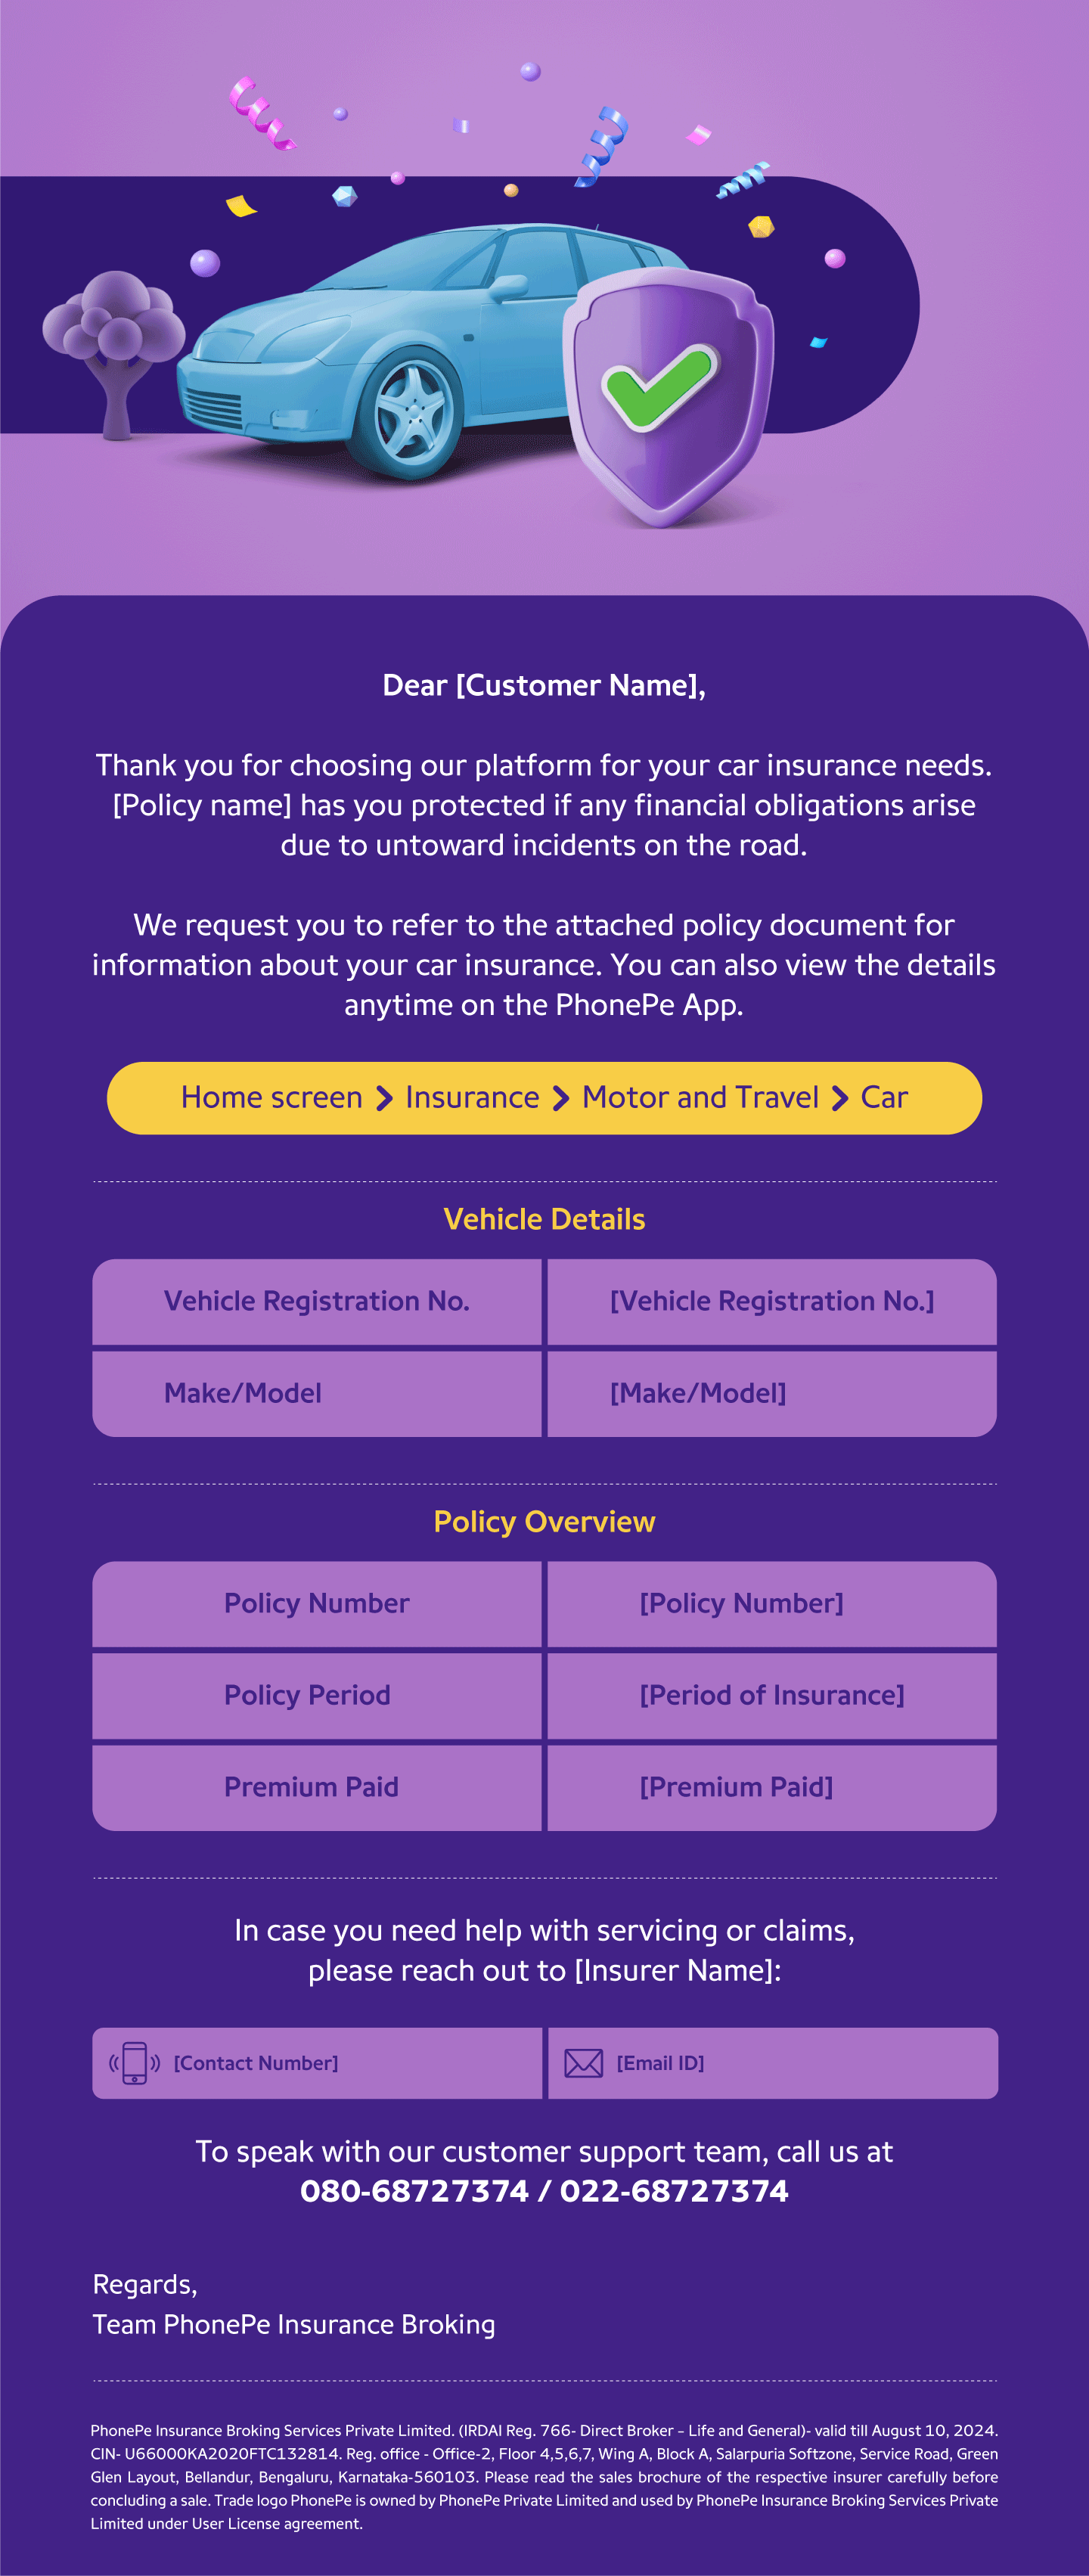 Dear [Customer Name],
Thank you for choosing our platform for your car insurance needs.
[Policy name] has you protected if any financial obligations arise
due to untoward incidents on the road.
We request you to refer to the attached policy document for
information about your car insurance. You can also view the details
anytime on the PhonePe App.
Home screen > Insurance > Motor and Travel > Car
Vehicle Details
Vehicle Registration No. [Vehicle Registration No.]
Make/Model [Make/Model]
Policy Overview
Policy Number [Policy Number]
Policy Period [Period of Insurance]
Premium Paid [Premium Paid]
In case you need help with servicing or claims,
please reach out to [Insurer Name]:
[Contact Number] [Email ID]
To speak with our customer support team, call us at
080-68727374 / 022-68727374
Regards,
Team PhonePe Insurance Broking
PhonePe Insurance Broking Services Private Limited. (IRDAI Reg. 766- Direct Broker – Life and General)- valid till August 10, 2024.
CIN- U66000KA2020FTC132814. Reg. office - Office-2, Floor 4,5,6,7, Wing A, Block A, Salarpuria Softzone, Service Road, Green
Glen Layout, Bellandur, Bengaluru, Karnataka-560103. Please read the sales brochure of the respective insurer carefully before
concluding a sale. Trade logo PhonePe is owned by PhonePe Private Limited and used by PhonePe Insurance Broking Services Private
Limited under User License agreement.